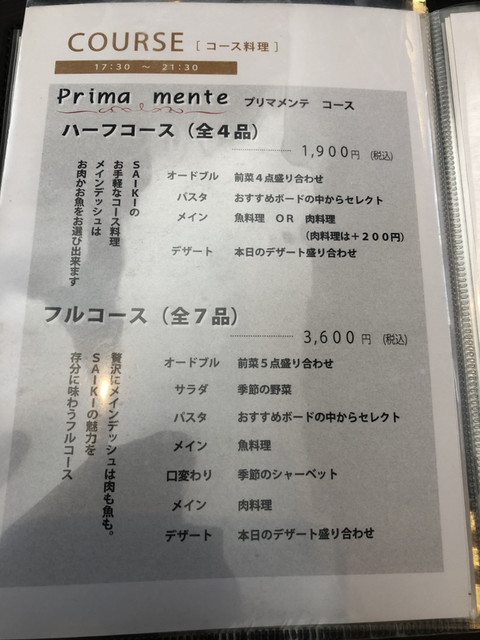 COURSE [ コース料理 ]
17:30 ～ 21:30
Prima mente プリマメンテ コース
ハーフコース（全４品）
1,900円 (税込)
SAIKIの
お手軽なコース料理
メインデッシュは
お肉かお魚をお選び出来ます
オードブル 前菜４点盛り合わせ
パスタ おすすめボードの中からセレクト
メイン 魚料理 OR 肉料理
（肉料理は＋２００円）
デザート 本日のデザート盛り合わせ
フルコース（全７品）
3,600円 (税込)
贅沢にメインデッシュは肉も魚も。
SAIKIの魅力を
存分に味わうフルコース
オードブル 前菜５点盛り合わせ
サラダ 季節の野菜
パスタ おすすめボードの中からセレクト
メイン 魚料理
口変わり 季節のシャーベット
メイン 肉料理
デザート 本日のデザート盛り合わせ